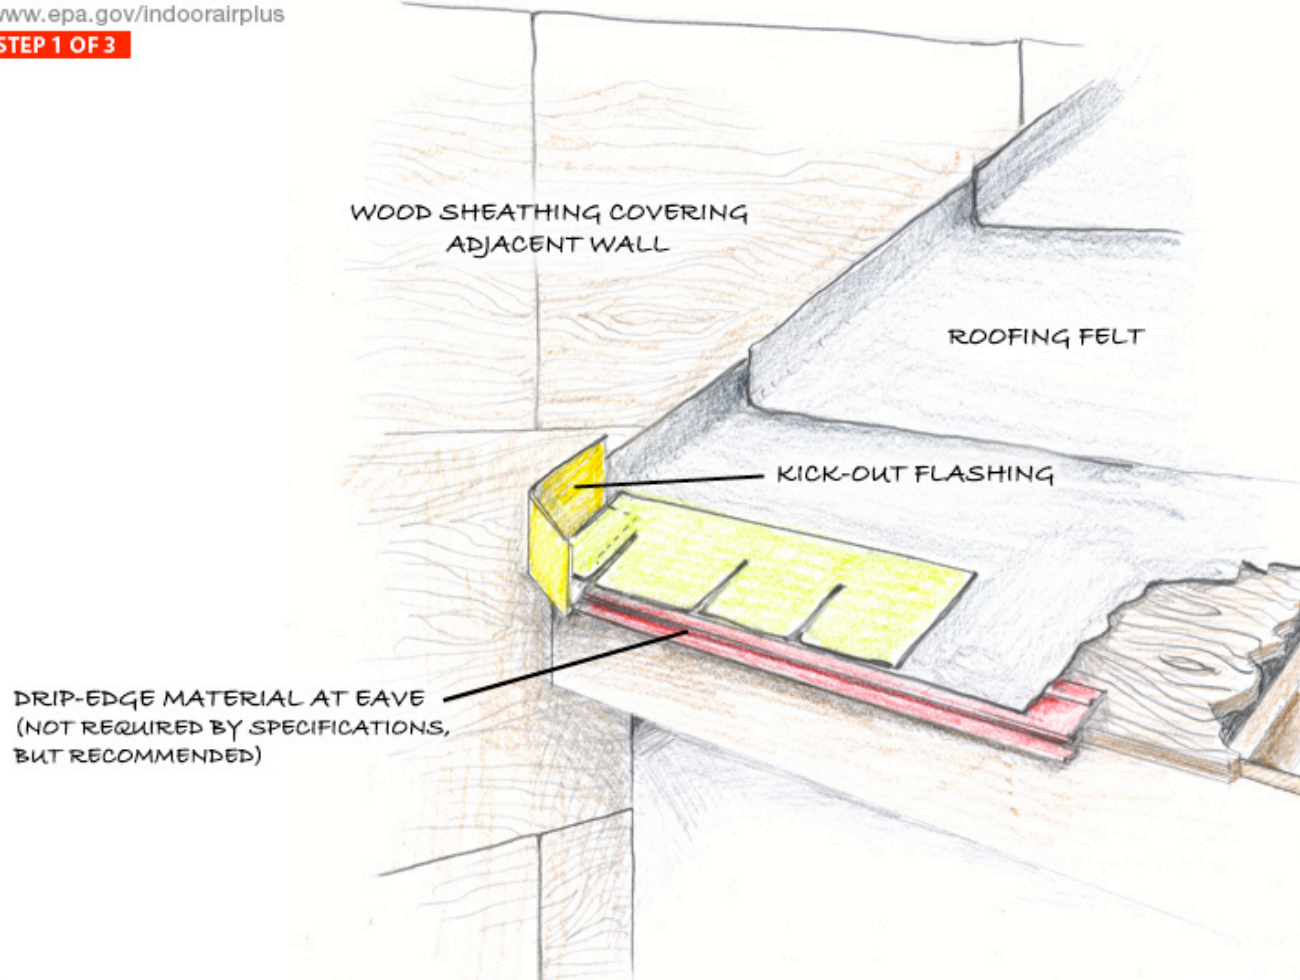 ww.epa.gov/indoorairplus
STEP 1 OF 3
WOOD SHEATHING COVERING
ADJACENT WALL
ROOFING FELT
KICK-OUT FLASHING
DRIP-EDGE MATERIAL AT EAVE
(NOT REQUIRED BY SPECIFICATIONS,
BUT RECOMMENDED)